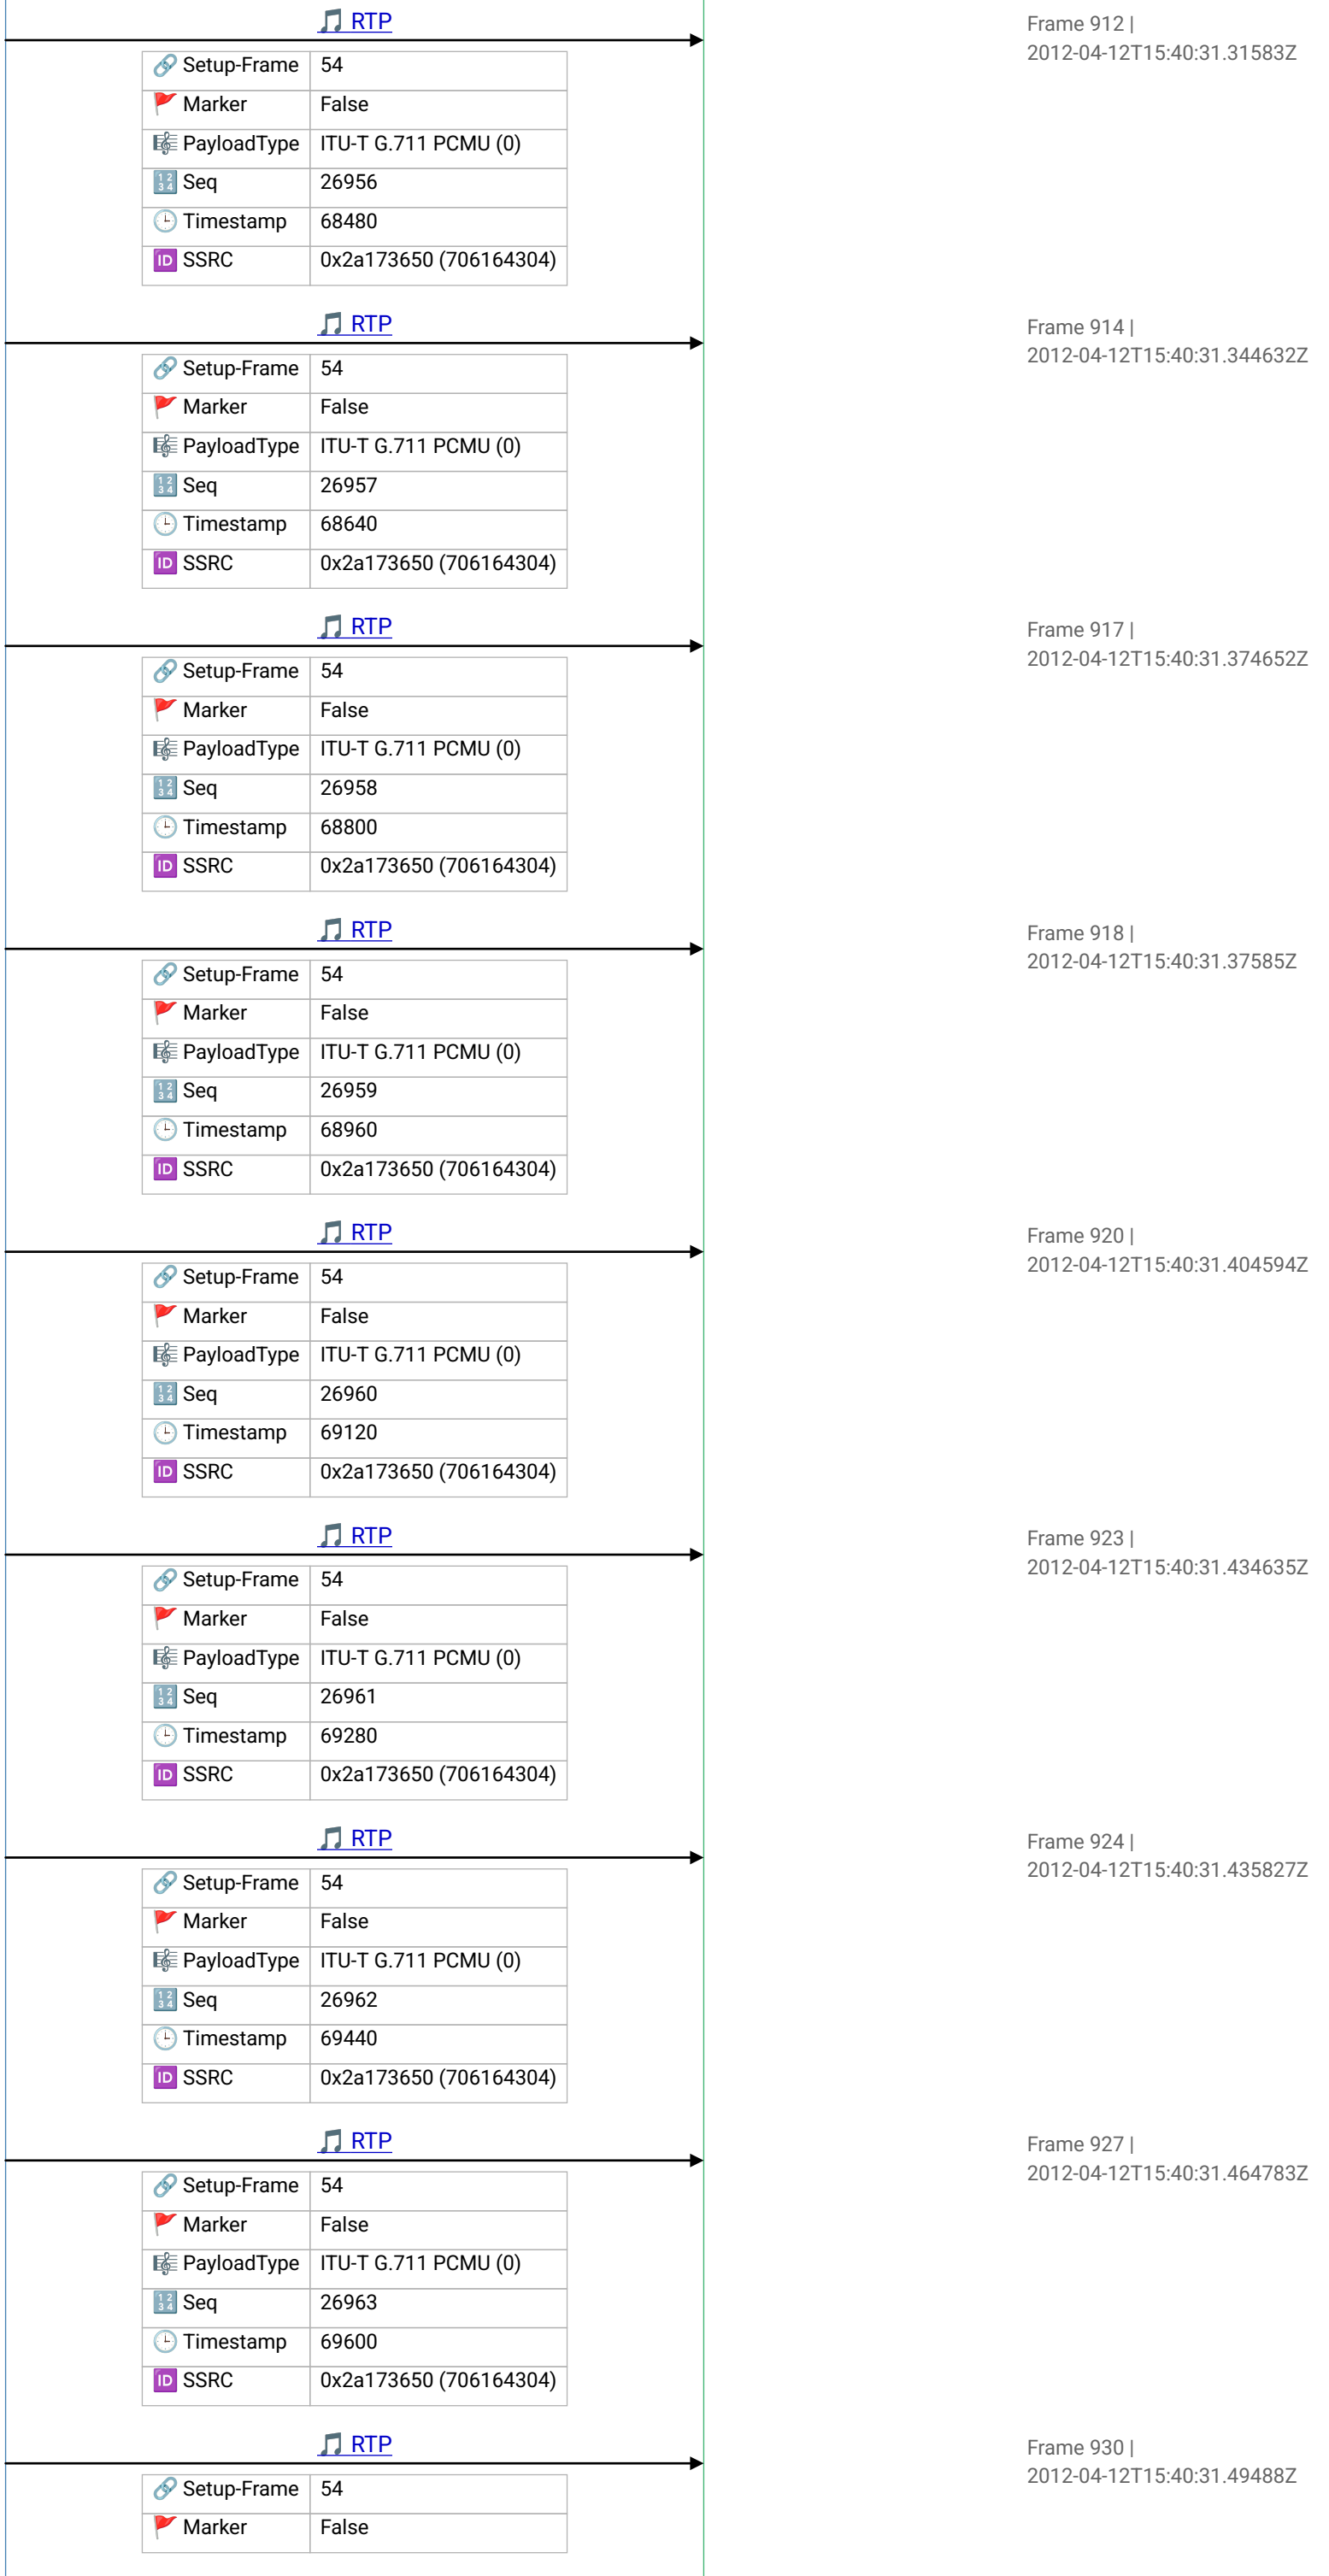 🎵 RTP
Frame 912 |
2012-04-12T15:40:31.31583Z
🔗 Setup-Frame 54
🚩 Marker False
🎼 PayloadType ITU-T G.711 PCMU (0)
🔢 Seq 26956
🕒 Timestamp 68480
🆔 SSRC 0x2a173650 (706164304)
🎵 RTP
Frame 914 |
2012-04-12T15:40:31.344632Z
🔗 Setup-Frame 54
🚩 Marker False
🎼 PayloadType ITU-T G.711 PCMU (0)
🔢 Seq 26957
🕒 Timestamp 68640
🆔 SSRC 0x2a173650 (706164304)
🎵 RTP
Frame 917 |
2012-04-12T15:40:31.374652Z
🔗 Setup-Frame 54
🚩 Marker False
🎼 PayloadType ITU-T G.711 PCMU (0)
🔢 Seq 26958
🕒 Timestamp 68800
🆔 SSRC 0x2a173650 (706164304)
🎵 RTP
Frame 918 |
2012-04-12T15:40:31.37585Z
🔗 Setup-Frame 54
🚩 Marker False
🎼 PayloadType ITU-T G.711 PCMU (0)
🔢 Seq 26959
🕒 Timestamp 68960
🆔 SSRC 0x2a173650 (706164304)
🎵 RTP
Frame 920 |
2012-04-12T15:40:31.404594Z
🔗 Setup-Frame 54
🚩 Marker False
🎼 PayloadType ITU-T G.711 PCMU (0)
🔢 Seq 26960
🕒 Timestamp 69120
🆔 SSRC 0x2a173650 (706164304)
🎵 RTP
Frame 923 |
2012-04-12T15:40:31.434635Z
🔗 Setup-Frame 54
🚩 Marker False
🎼 PayloadType ITU-T G.711 PCMU (0)
🔢 Seq 26961
🕒 Timestamp 69280
🆔 SSRC 0x2a173650 (706164304)
🎵 RTP
Frame 924 |
2012-04-12T15:40:31.435827Z
🔗 Setup-Frame 54
🚩 Marker False
🎼 PayloadType ITU-T G.711 PCMU (0)
🔢 Seq 26962
🕒 Timestamp 69440
🆔 SSRC 0x2a173650 (706164304)
🎵 RTP
Frame 927 |
2012-04-12T15:40:31.464783Z
🔗 Setup-Frame 54
🚩 Marker False
🎼 PayloadType ITU-T G.711 PCMU (0)
🔢 Seq 26963
🕒 Timestamp 69600
🆔 SSRC 0x2a173650 (706164304)
🎵 RTP
Frame 930 |
2012-04-12T15:40:31.49488Z
🔗 Setup-Frame 54
🚩 Marker False